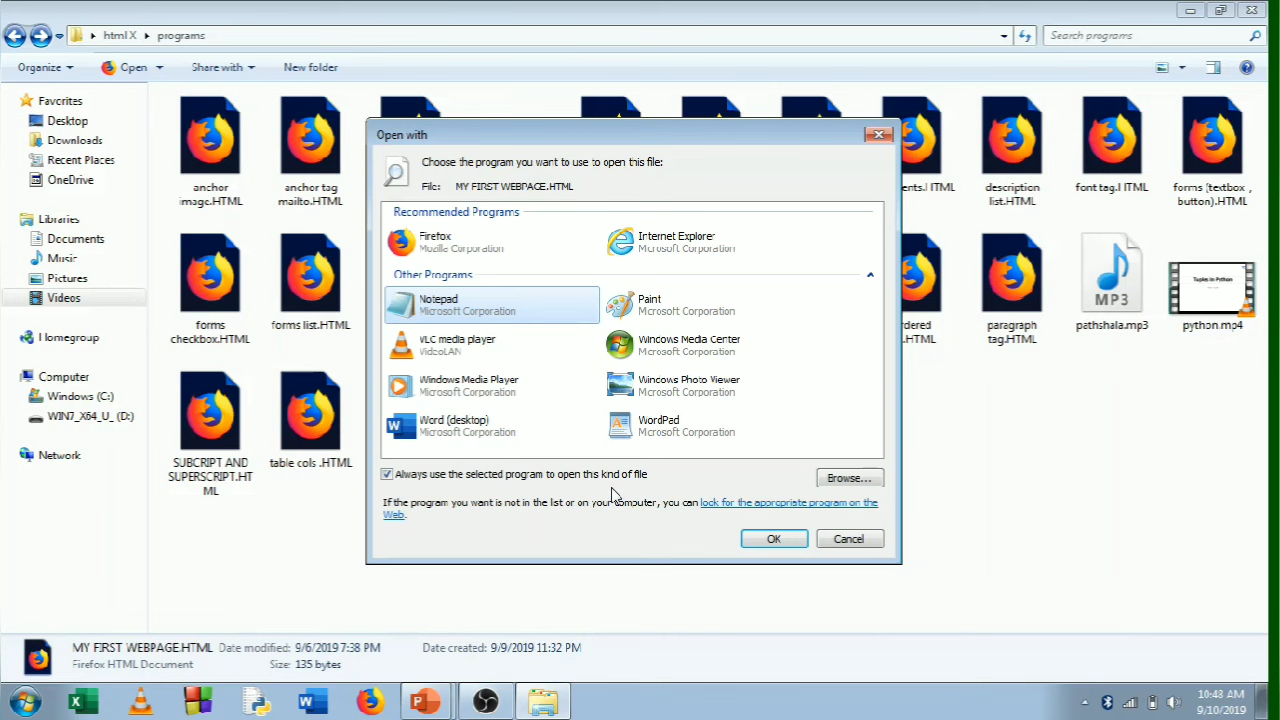 html X ▸ programs
Search programs
Organize
Open
Share with
New folder
Favorites
Desktop
Downloads
Recent Places
OneDrive
Libraries
Documents
Music
Pictures
Videos
Homegroup
Computer
Windows (C:)
WIN7_X64_U_ (D:)
Network
anchor
image.HTML
anchor tag
mailto.HTML
description
list.HTML
forms (textbox ,
button).HTML
forms
checkbox.HTML
forms list.HTML
paragraph
tag.HTML
MP3
pathshala.mp3
Tuples in Python
python.mp4
SUBCRIPT AND
SUPERSCRIPT.HT
ML
table cols .HTML
Open with
Choose the program you want to use to open this file:
File: MY FIRST WEBPAGE.HTML
Recommended Programs
Firefox
Mozilla Corporation
Internet Explorer
Microsoft Corporation
Other Programs
Notepad
Microsoft Corporation
Paint
Microsoft Corporation
VLC media player
VideoLAN
Windows Media Center
Microsoft Corporation
Windows Media Player
Microsoft Corporation
Windows Photo Viewer
Microsoft Corporation
Word (desktop)
Microsoft Corporation
WordPad
Microsoft Corporation
Always use the selected program to open this kind of file
Browse...
If the program you want is not in the list or on your computer, you can look for the appropriate program on the
Web.
OK
Cancel
MY FIRST WEBPAGE.HTML Date modified: 9/6/2019 7:38 PM Date created: 9/9/2019 11:32 PM
Firefox HTML Document Size: 135 bytes
10:43 AM
9/10/2019